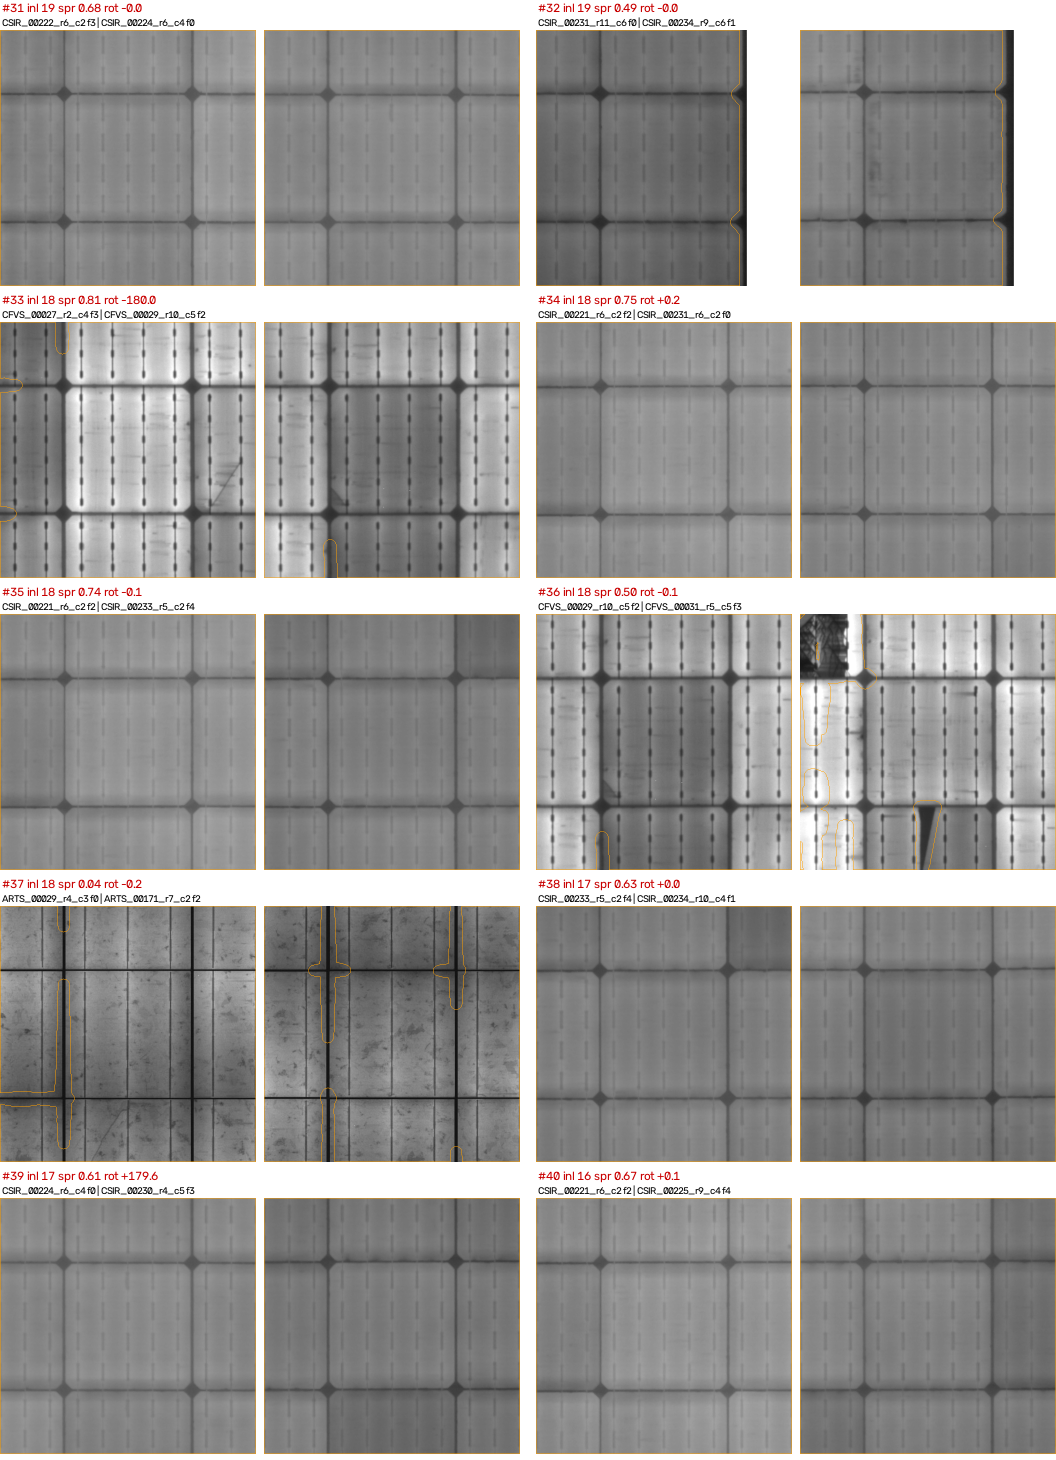 #31 inl 19 spr 0.68 rot -0.0
CSIR_00222_r6_c2 f3 | CSIR_00224_r6_c4 f0
#32 inl 19 spr 0.49 rot -0.0
CSIR_00231_r11_c6 f0 | CSIR_00234_r9_c6 f1
#33 inl 18 spr 0.81 rot -180.0
CFVS_00027_r2_c4 f3 | CFVS_00029_r10_c5 f2
#34 inl 18 spr 0.75 rot +0.2
CSIR_00221_r6_c2 f2 | CSIR_00231_r6_c2 f0
#35 inl 18 spr 0.74 rot -0.1
CSIR_00221_r6_c2 f2 | CSIR_00233_r5_c2 f4
#36 inl 18 spr 0.50 rot -0.1
CFVS_00029_r10_c5 f2 | CFVS_00031_r5_c5 f3
#37 inl 18 spr 0.04 rot -0.2
ARTS_00029_r4_c3 f0 | ARTS_00171_r7_c2 f2
#38 inl 17 spr 0.63 rot +0.0
CSIR_00233_r5_c2 f4 | CSIR_00234_r10_c4 f1
#39 inl 17 spr 0.61 rot +179.6
CSIR_00224_r6_c4 f0 | CSIR_00230_r4_c5 f3
#40 inl 16 spr 0.67 rot +0.1
CSIR_00221_r6_c2 f2 | CSIR_00225_r9_c4 f4